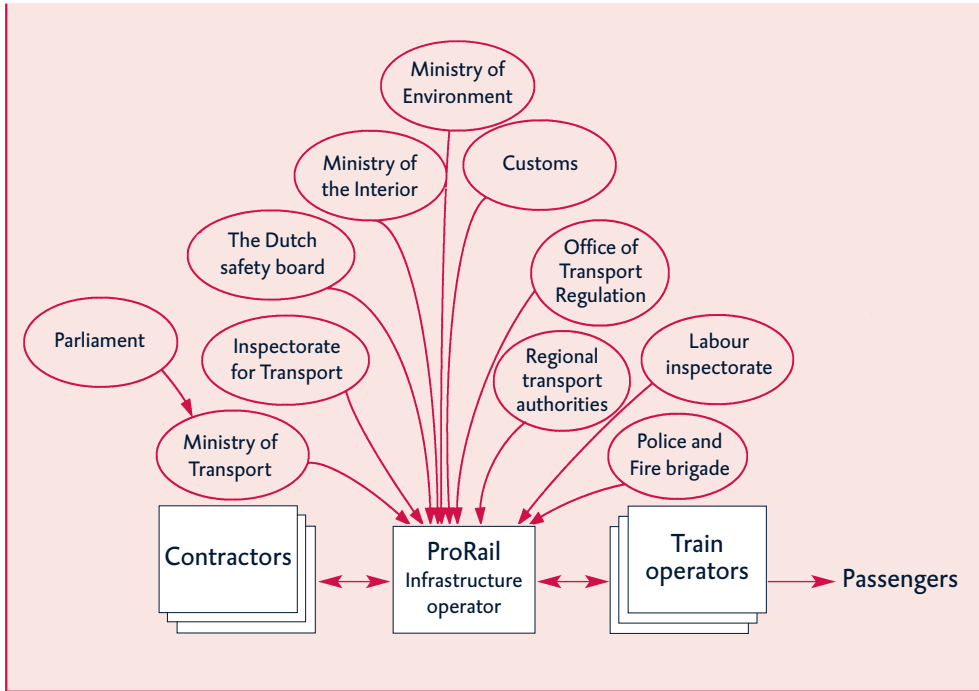 Ministry of
Environment
Ministry of
the Interior
Customs
The Dutch
safety board
Office of
Transport
Regulation
Parliament
Inspectorate
for Transport
Regional
transport
authorities
Labour
inspectorate
Ministry of
Transport
Police and
Fire brigade
Contractors
ProRail
Infrastructure
operator
Train
operators
Passengers